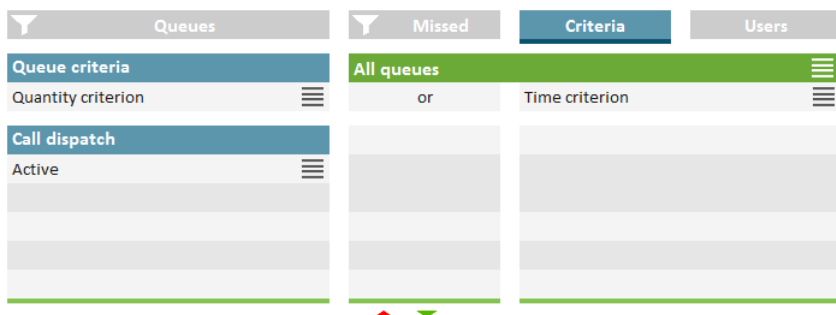 Queues Missed Criteria Users
Queue criteria All queues
Quantity criterion or Time criterion
Call dispatch
Active